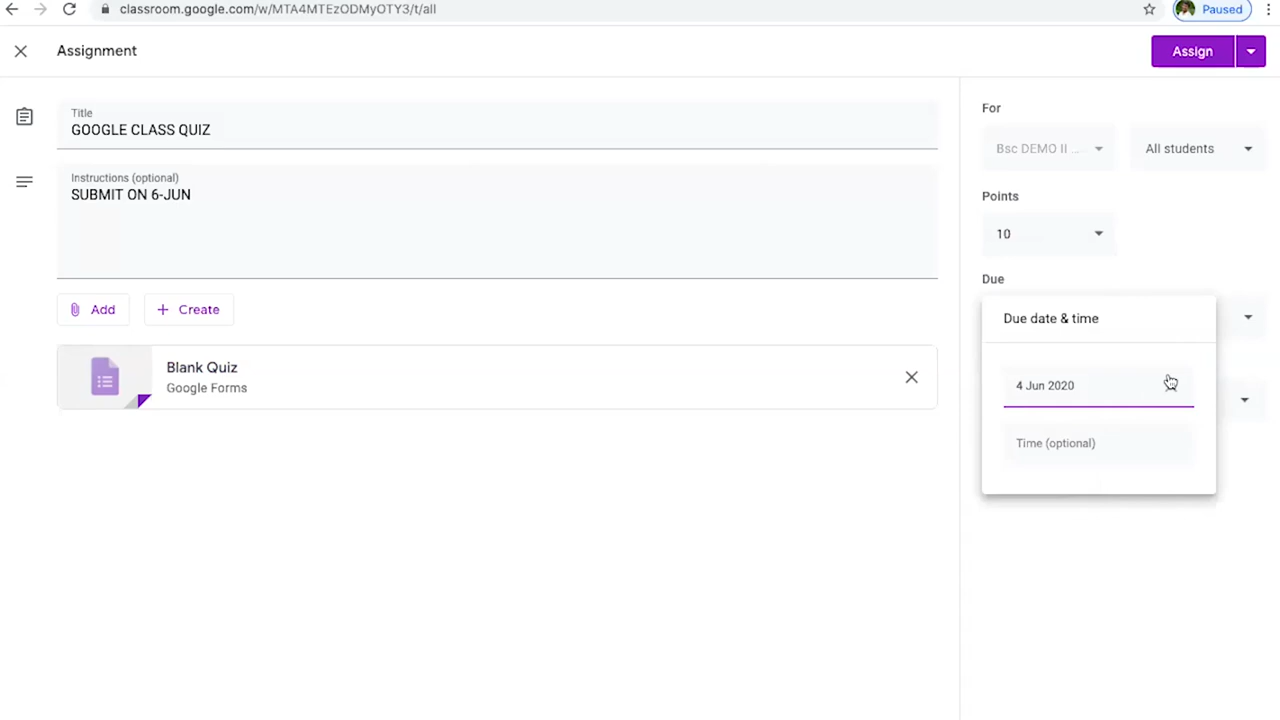 classroom.google.com/w/MTA4MTEzODMyOTY3/t/all
Paused
Assignment
Assign
Title
GOOGLE CLASS QUIZ
Instructions (optional)
SUBMIT ON 6-JUN
Add
Create
Blank Quiz
Google Forms
For
Bsc DEMO II ...
All students
Points
10
Due
Due date & time
4 Jun 2020
Time (optional)